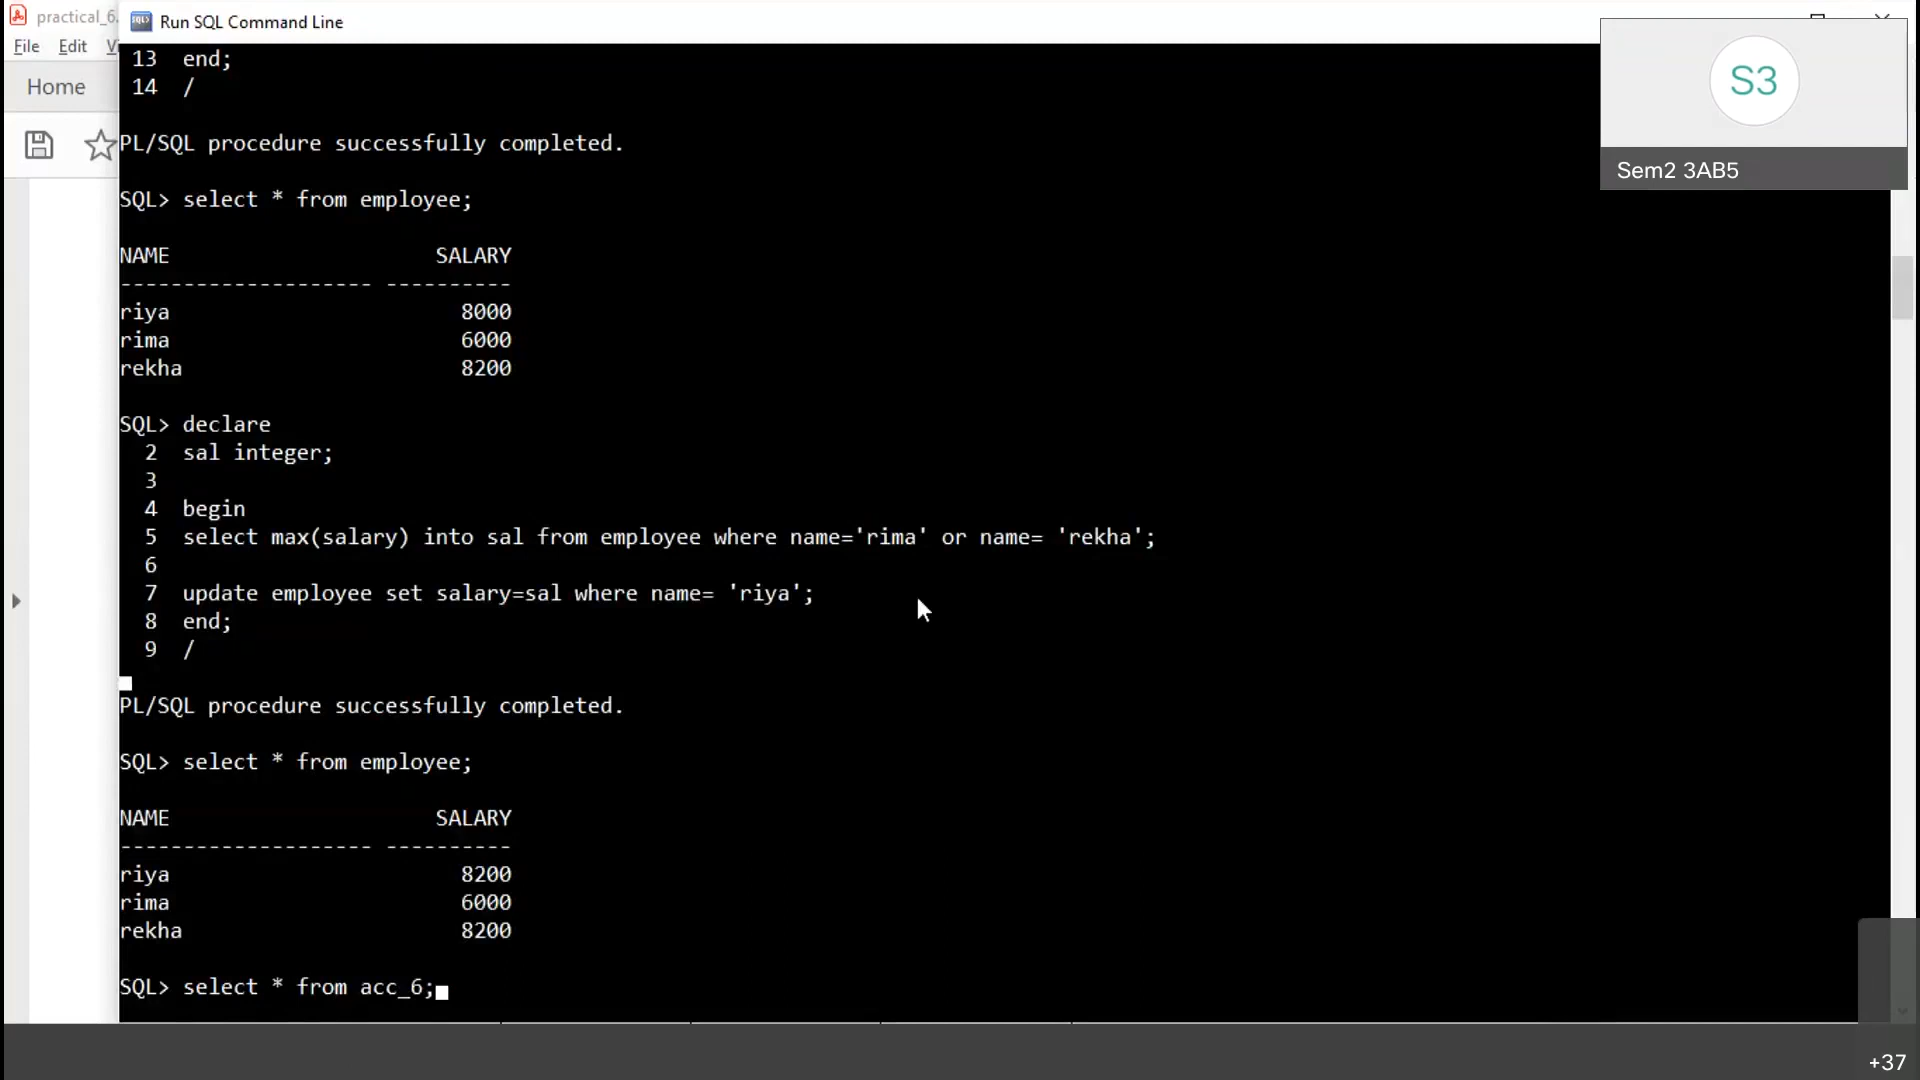 practical_6.
Run SQL Command Line
File Edit Vi
Home
S3
Sem2 3AB5
13 end;
14 /
PL/SQL procedure successfully completed.
SQL> select * from employee;
NAME SALARY
-------------------- ----------
riya 8000
rima 6000
rekha 8200
SQL> declare
2 sal integer;
3
4 begin
5 select max(salary) into sal from employee where name='rima' or name= 'rekha';
6
7 update employee set salary=sal where name= 'riya';
8 end;
9 /
PL/SQL procedure successfully completed.
SQL> select * from employee;
NAME SALARY
-------------------- ----------
riya 8200
rima 6000
rekha 8200
SQL> select * from acc_6;
+37